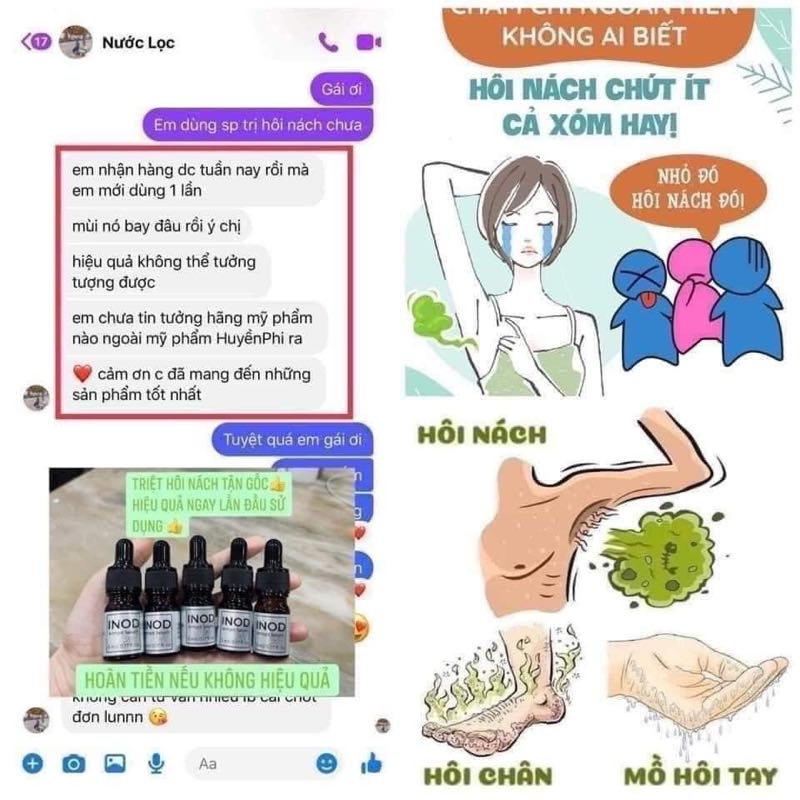 17
Nước Lọc
Gái ơi
Em dùng sp trị hôi nách chưa
em nhận hàng dc tuần nay rồi mà
em mới dùng 1 lần
mùi nó bay đâu rồi ý chị
hiệu quả không thể tưởng
tượng được
em chưa tin tưởng hãng mỹ phẩm
nào ngoài mỹ phẩm HuyềnPhi ra
❤️ cảm ơn c đã mang đến những
sản phẩm tốt nhất
Tuyệt quá em gái ơi
TRIỆT HÔI NÁCH TẬN GỐC👍
HIỆU QUẢ NGAY LẦN ĐẦU SỬ
DỤNG 👍
INOD
INOD
INOD
INOD
INOD
HOÀN TIỀN NẾU KHÔNG HIỆU QUẢ
không cần tư vấn nhiều ib cái chốt
đơn lunnn 😘
Aa
CHĂM CHỈ NGOAN HIỀN
KHÔNG AI BIẾT
HÔI NÁCH CHÚT ÍT
CẢ XÓM HAY!
NHỎ ĐÓ
HÔI NÁCH ĐÓ!
HÔI NÁCH
HÔI CHÂN
MỒ HÔI TAY